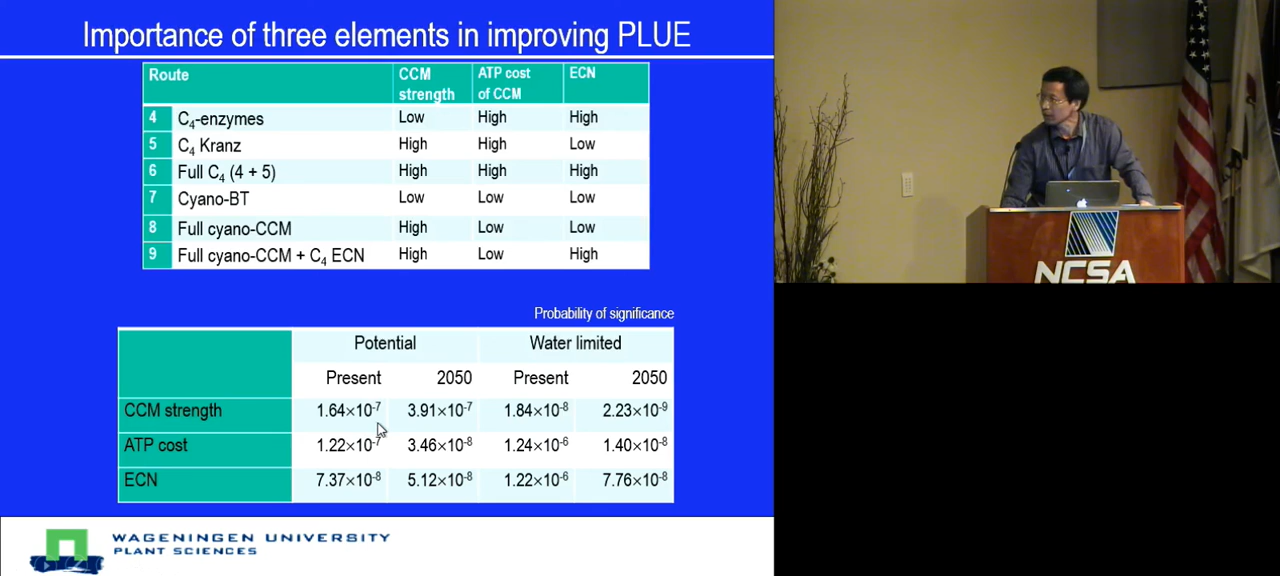 Importance of three elements in improving PLUE
Route CCM strength ATP cost of CCM ECN
4 C₄-enzymes Low High High
5 C₄ Kranz High High Low
6 Full C₄ (4 + 5) High High High
7 Cyano-BT Low Low Low
8 Full cyano-CCM High Low Low
9 Full cyano-CCM + C₄ ECN High Low High
Probability of significance
Potential Water limited
Present 2050 Present 2050
CCM strength 1.64×10⁻⁷ 3.91×10⁻⁷ 1.84×10⁻⁸ 2.23×10⁻⁹
ATP cost 1.22×10⁻⁷ 3.46×10⁻⁸ 1.24×10⁻⁶ 1.40×10⁻⁸
ECN 7.37×10⁻⁸ 5.12×10⁻⁸ 1.22×10⁻⁶ 7.76×10⁻⁸
WAGENINGEN UNIVERSITY
PLANT SCIENCES
NCSA